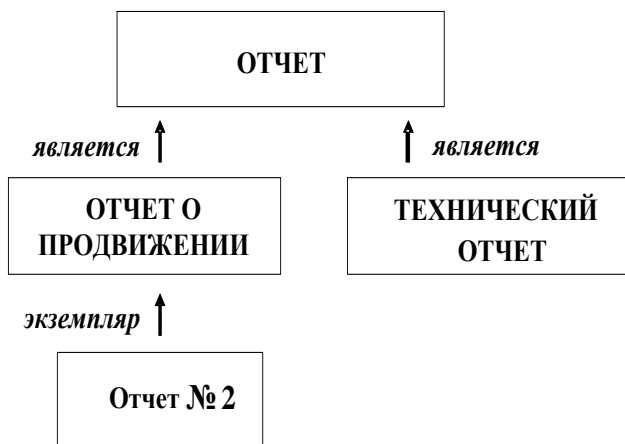 ОТЧЕТ
является
является
ОТЧЕТ О
ПРОДВИЖЕНИИ
ТЕХНИЧЕСКИЙ
ОТЧЕТ
экземпляр
Отчет № 2